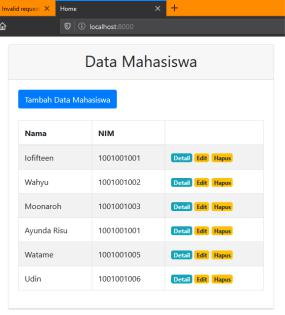 Invalid request
Home
localhost:8000
Data Mahasiswa
Tambah Data Mahasiswa
Nama NIM
Iofifteen 1001001001 Detail Edit Hapus
Wahyu 1001001002 Detail Edit Hapus
Moonaroh 1001001003 Detail Edit Hapus
Ayunda Risu 1001001001 Detail Edit Hapus
Watame 1001001005 Detail Edit Hapus
Udin 1001001006 Detail Edit Hapus